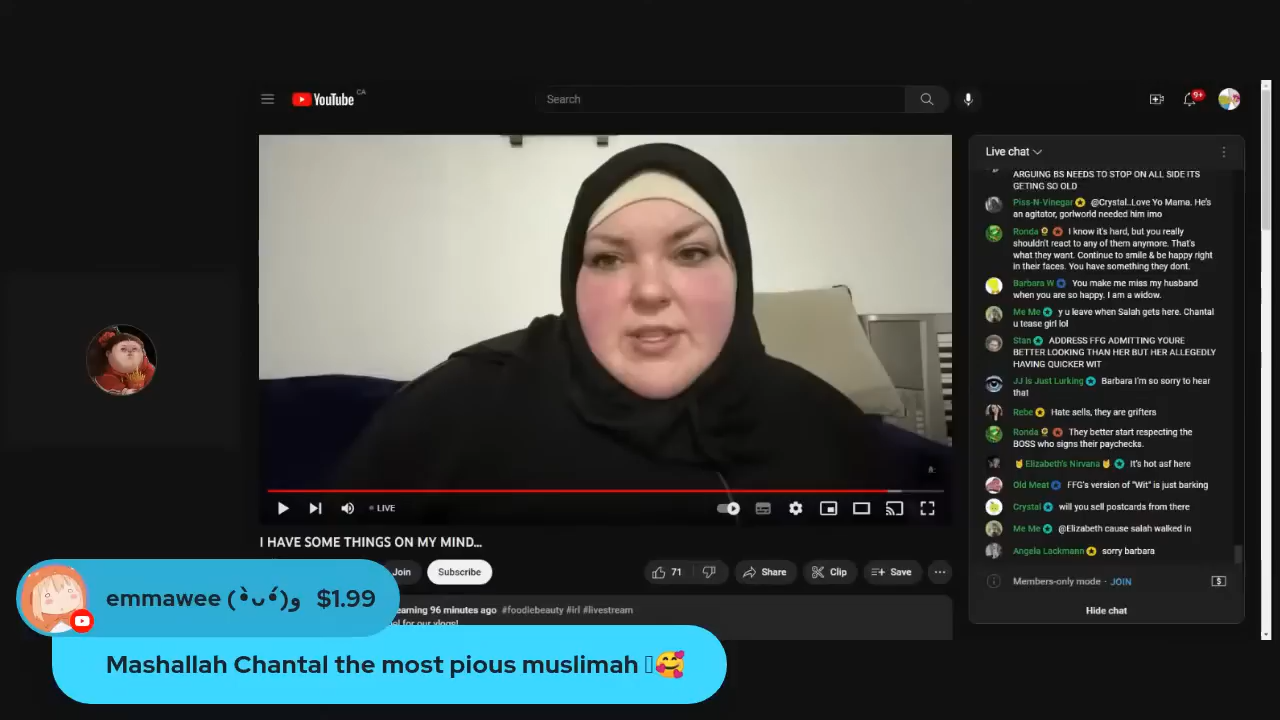 YouTube CA
Search
9+
Live chat
ARGUING BS NEEDS TO STOP ON ALL SIDE ITS
GETING SO OLD
Piss-N-Vinegar @Crystal..Love Yo Mama. He's
an agitator, gorlworld needed him imo
Ronda I know it's hard, but you really
shouldn't react to any of them anymore. That's
what they want. Continue to smile & be happy right
in their faces. You have something they dont.
Barbara W You make me miss my husband
when you are so happy. I am a widow.
Me Me y u leave when Salah gets here. Chantal
u tease girl lol
Stan ADDRESS FFG ADMITTING YOURE
BETTER LOOKING THAN HER BUT HER ALLEGEDLY
HAVING QUICKER WIT
JJ is Just Lurking Barbara I'm so sorry to hear
that
Rebe Hate sells, they are grifters
Ronda They better start respecting the
BOSS who signs their paychecks.
Elizabeth's Nirvana It's hot asf here
Old Meat FFG's version of "Wit" is just barking
Crystal will you sell postcards from there
Me Me @Elizabeth cause salah walked in
Angela Lackmann sorry barbara
Members-only mode · JOIN
Hide chat
LIVE
I HAVE SOME THINGS ON MY MIND...
Join Subscribe 71 Share Clip Save
eaming 96 minutes ago #foodiebeauty #irl #livestream
el for our vlogs!
emmawee (•̀ᴗ•́)و $1.99
Mashallah Chantal the most pious muslimah 🥰